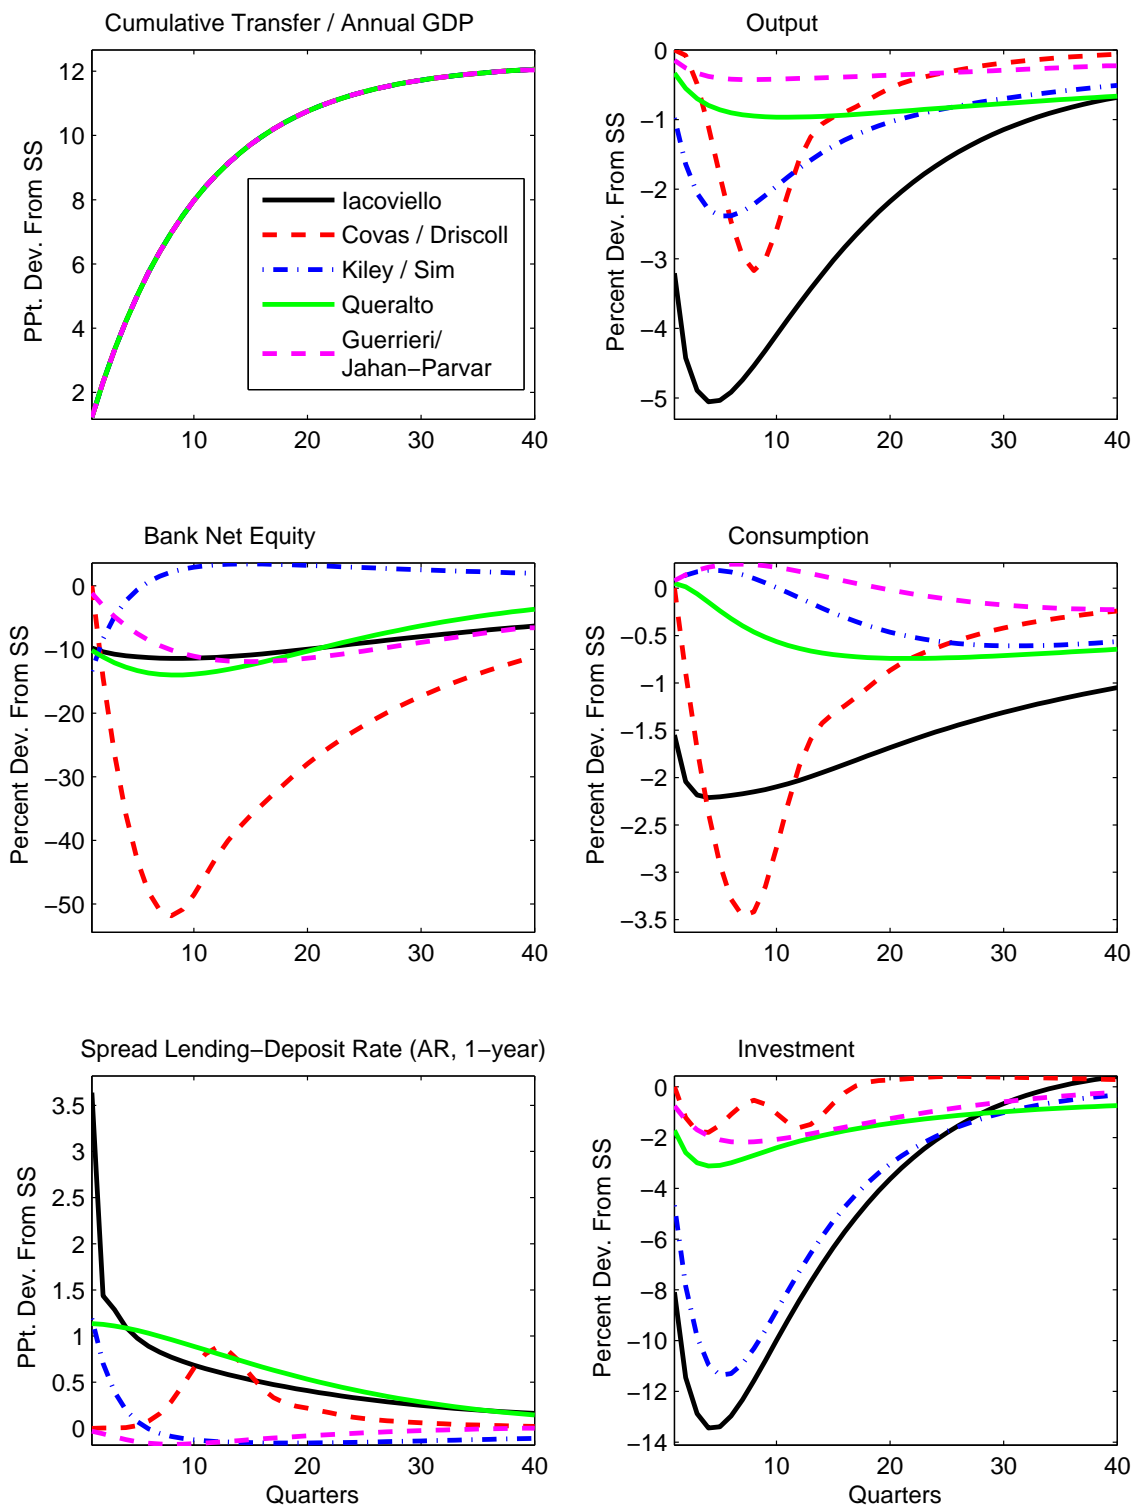 Cumulative Transfer / Annual GDP
PPt. Dev. From SS
12
10
8
6
4
2
10 20 30 40
Iacoviello
Covas / Driscoll
Kiley / Sim
Queralto
Guerrieri/
Jahan−Parvar
Output
Percent Dev. From SS
0
−1
−2
−3
−4
−5
10 20 30 40
Bank Net Equity
Percent Dev. From SS
0
−10
−20
−30
−40
−50
10 20 30 40
Consumption
Percent Dev. From SS
0
−0.5
−1
−1.5
−2
−2.5
−3
−3.5
10 20 30 40
Spread Lending−Deposit Rate (AR, 1−year)
PPt. Dev. From SS
3.5
3
2.5
2
1.5
1
0.5
0
10 20 30 40
Quarters
Investment
Percent Dev. From SS
0
−2
−4
−6
−8
−10
−12
−14
10 20 30 40
Quarters